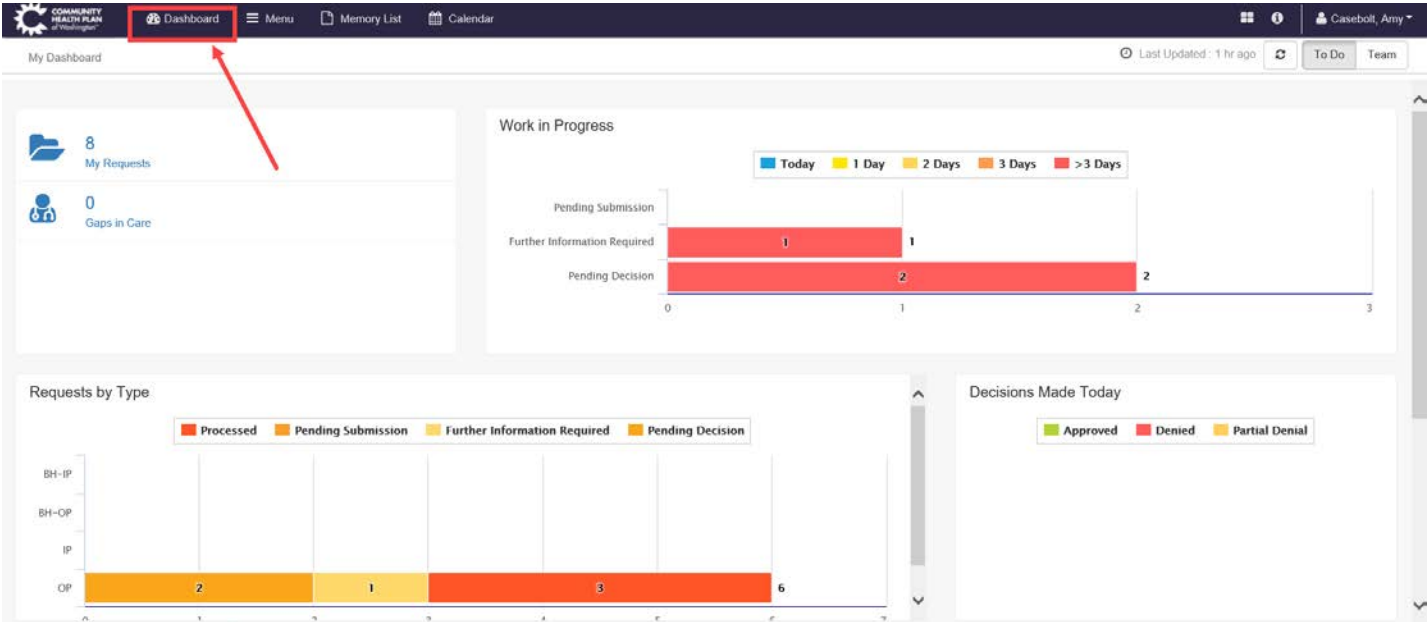 COMMUNITY
HEALTH PLAN
of Washington™
Dashboard Menu Memory List Calendar Casebolt, Amy
My Dashboard Last Updated : 1 hr ago To Do Team
8
My Requests
0
Gaps in Care
Work in Progress
Today 1 Day 2 Days 3 Days >3 Days
Pending Submission
Further Information Required 1 1
Pending Decision 2 2
0 1 2 3
Requests by Type
Processed Pending Submission Further Information Required Pending Decision
BH-IP
BH-OP
IP
OP 2 1 3 6
Decisions Made Today
Approved Denied Partial Denial